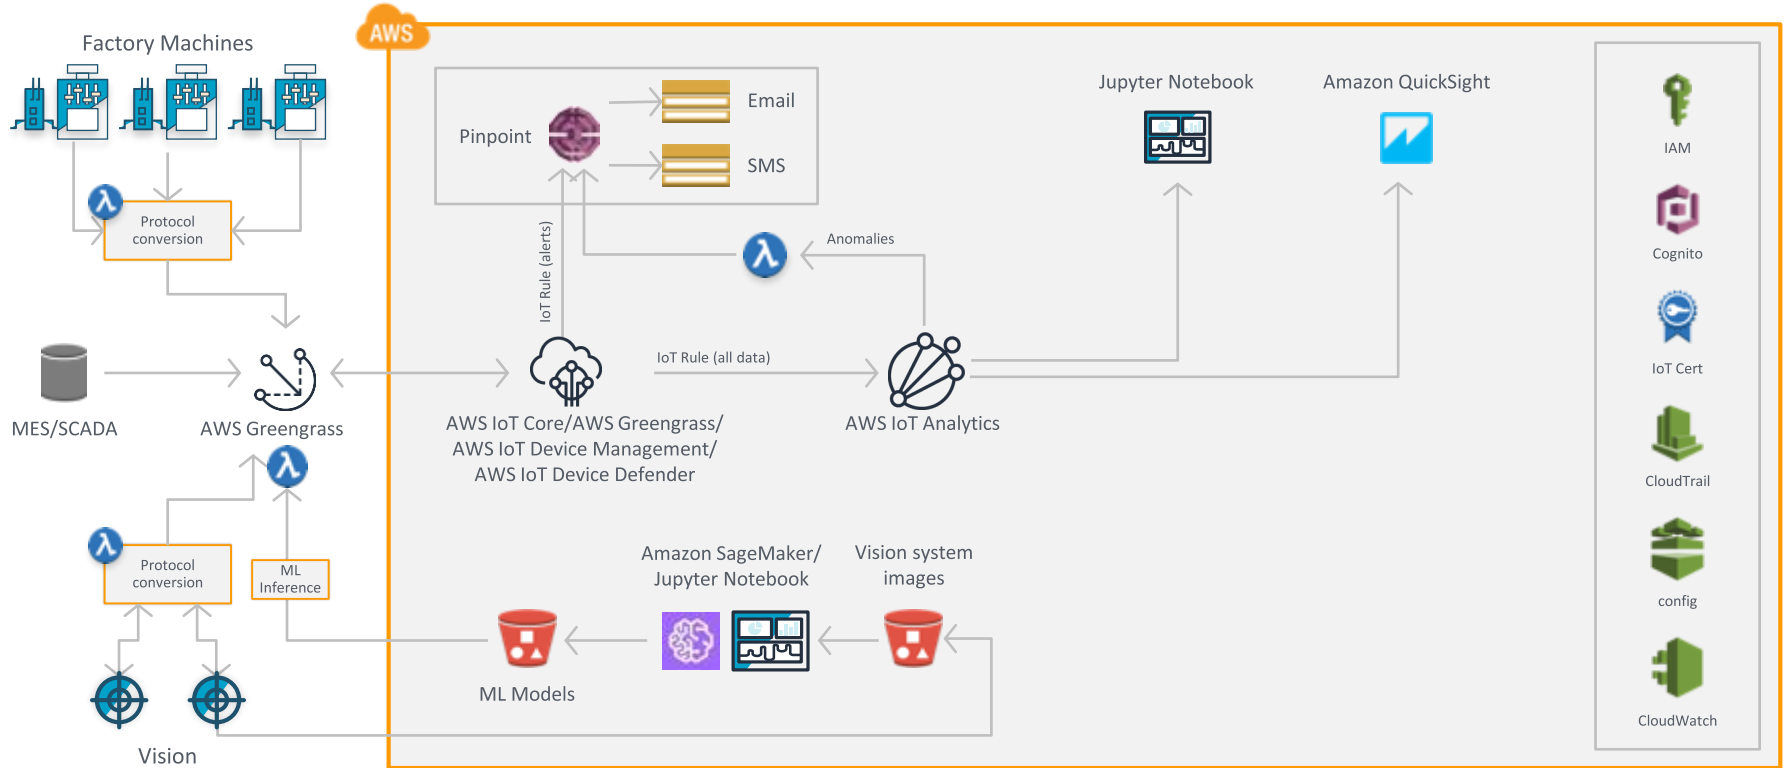 Factory Machines
AWS
Pinpoint
Email
SMS
Jupyter Notebook
Amazon QuickSight
IAM
Protocol
conversion
IoT Rule (alerts)
λ
λ
Anomalies
Cognito
MES/SCADA
AWS Greengrass
λ
IoT Rule (all data)
AWS IoT Core/AWS Greengrass/
AWS IoT Device Management/
AWS IoT Device Defender
AWS IoT Analytics
IoT Cert
CloudTrail
λ
Protocol
conversion
ML
Inference
Amazon SageMaker/
Jupyter Notebook
Vision system
images
ML Models
Vision
config
CloudWatch